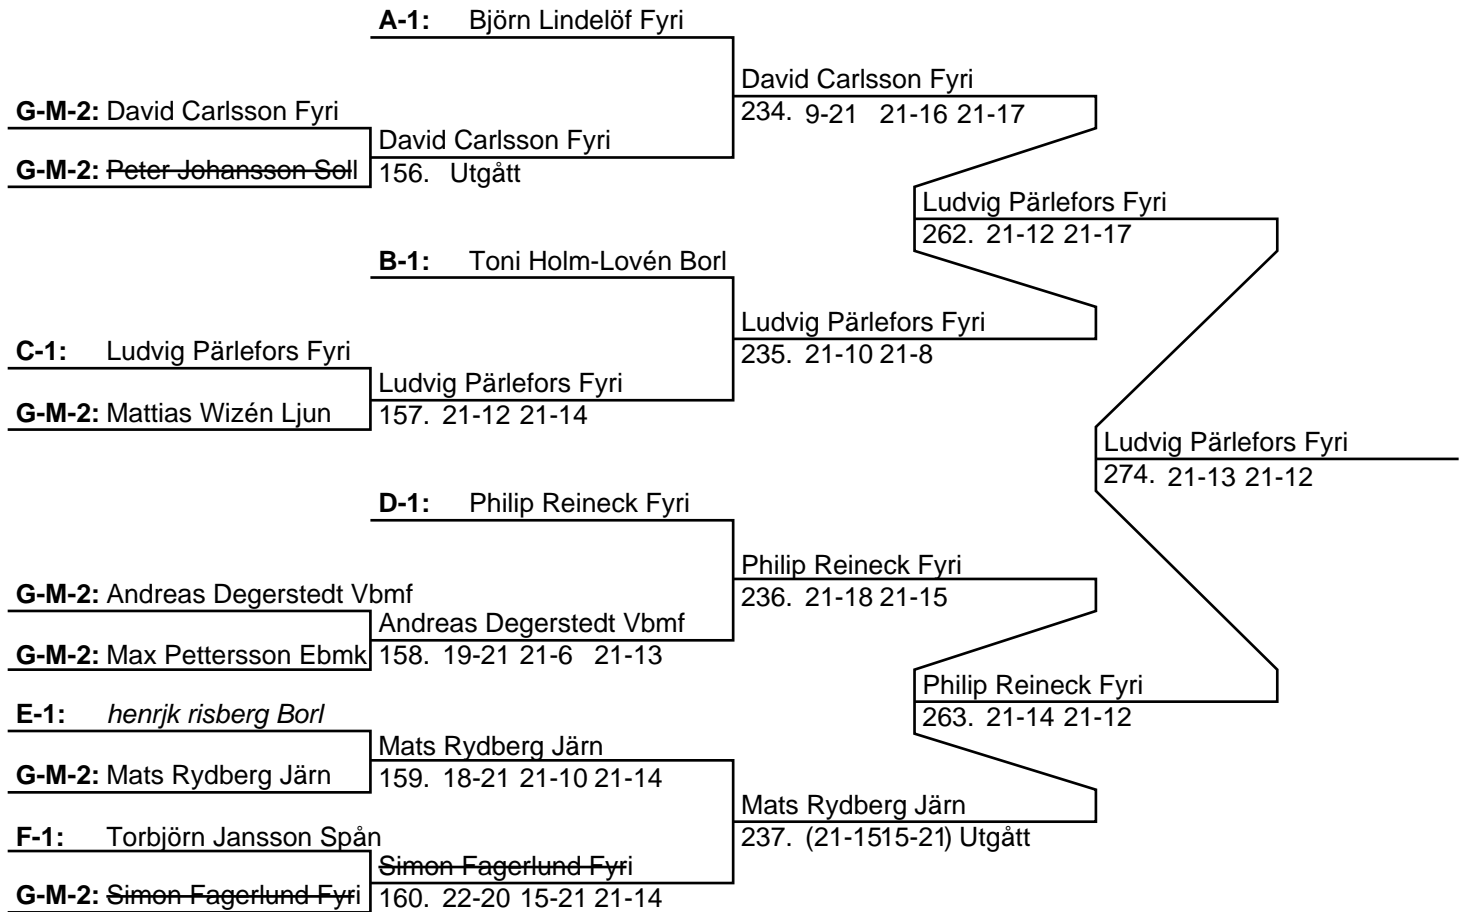 A-1: Björn Lindelöf Fyri
David Carlsson Fyri
G-M-2: David Carlsson Fyri
234. 9-21 21-16 21-17
David Carlsson Fyri
G-M-2: Peter Johansson Soll
156. Utgått
Ludvig Pärlefors Fyri
262. 21-12 21-17
B-1: Toni Holm-Lovén Borl
Ludvig Pärlefors Fyri
C-1: Ludvig Pärlefors Fyri
235. 21-10 21-8
Ludvig Pärlefors Fyri
G-M-2: Mattias Wizén Ljun
157. 21-12 21-14
Ludvig Pärlefors Fyri
274. 21-13 21-12
D-1: Philip Reineck Fyri
Philip Reineck Fyri
G-M-2: Andreas Degerstedt Vbmf
236. 21-18 21-15
Andreas Degerstedt Vbmf
G-M-2: Max Pettersson Ebmk
158. 19-21 21-6 21-13
Philip Reineck Fyri
E-1: henrjk risberg Borl
263. 21-14 21-12
Mats Rydberg Järn
G-M-2: Mats Rydberg Järn
159. 18-21 21-10 21-14
Mats Rydberg Järn
F-1: Torbjörn Jansson Spån
237. (21-1515-21) Utgått
Simon Fagerlund Fyri
G-M-2: Simon Fagerlund Fyri
160. 22-20 15-21 21-14